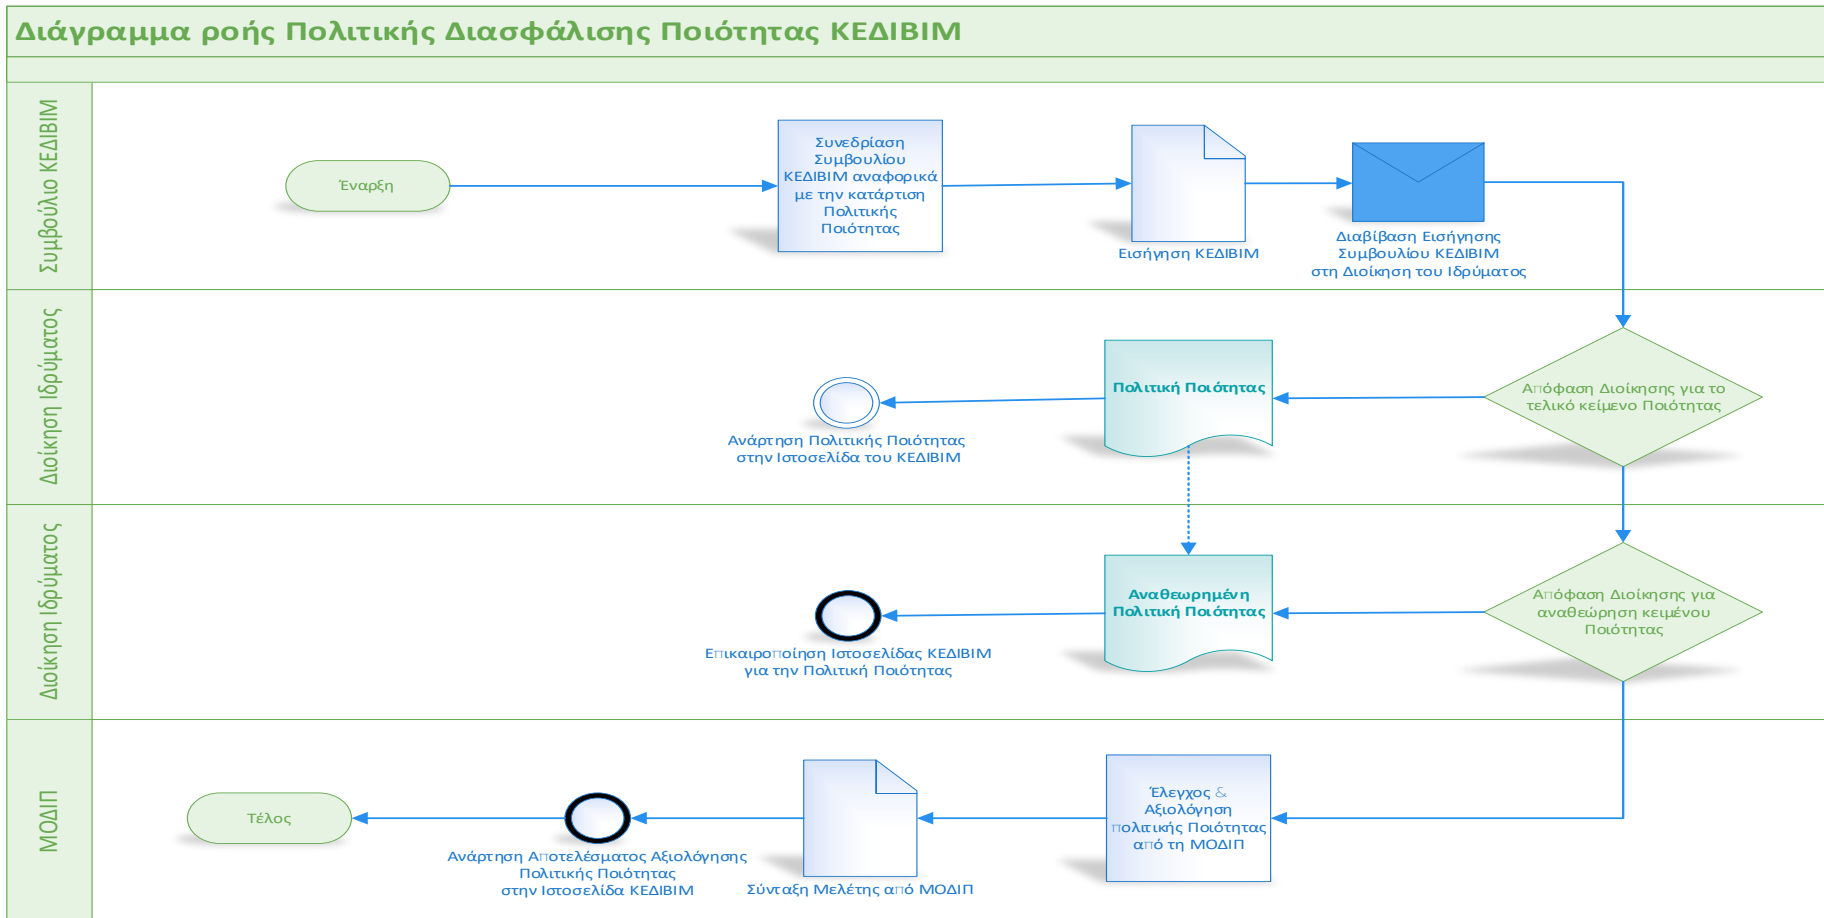 Διάγραμμα ροής Πολιτικής Διασφάλισης Ποιότητας ΚΕΔΙΒΙΜ
Συμβούλιο ΚΕΔΙΒΙΜ
Έναρξη
Συνεδρίαση
Συμβουλίου
ΚΕΔΙΒΙΜ αναφορικά
με την κατάρτιση
Πολιτικής
Ποιότητας
Εισήγηση ΚΕΔΙΒΙΜ
Διαβίβαση Εισήγησης
Συμβουλίου ΚΕΔΙΒΙΜ
στη Διοίκηση του Ιδρύματος
Διοίκηση Ιδρύματος
Απόφαση Διοίκησης για το
τελικό κείμενο Ποιότητας
Πολιτική Ποιότητας
Ανάρτηση Πολιτικής Ποιότητας
στην Ιστοσελίδα του ΚΕΔΙΒΙΜ
Διοίκηση Ιδρύματος
Απόφαση Διοίκησης για
αναθεώρηση κειμένου
Ποιότητας
Αναθεωρημένη
Πολιτική Ποιότητας
Επικαιροποίηση Ιστοσελίδας ΚΕΔΙΒΙΜ
για την Πολιτική Ποιότητας
ΜΟΔΙΠ
Έλεγχος &
Αξιολόγηση
πολιτικής Ποιότητας
από τη ΜΟΔΙΠ
Σύνταξη Μελέτης από ΜΟΔΙΠ
Ανάρτηση Αποτελέσματος Αξιολόγησης
Πολιτικής Ποιότητας
στην Ιστοσελίδα ΚΕΔΙΒΙΜ
Τέλος